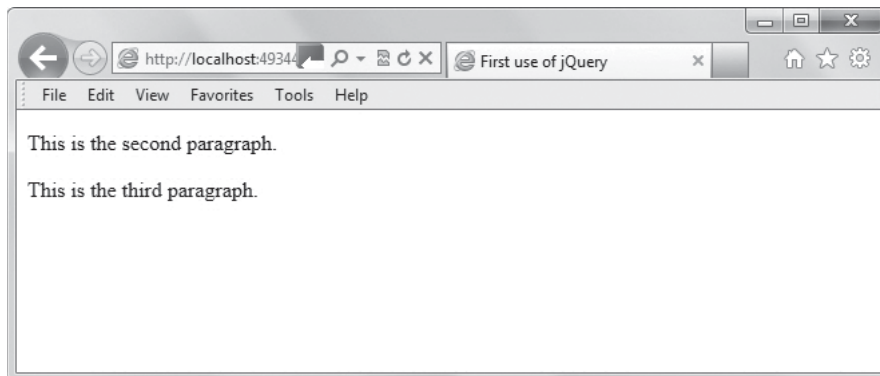 http://localhost:49344
First use of jQuery
File Edit View Favorites Tools Help
This is the second paragraph.
This is the third paragraph.